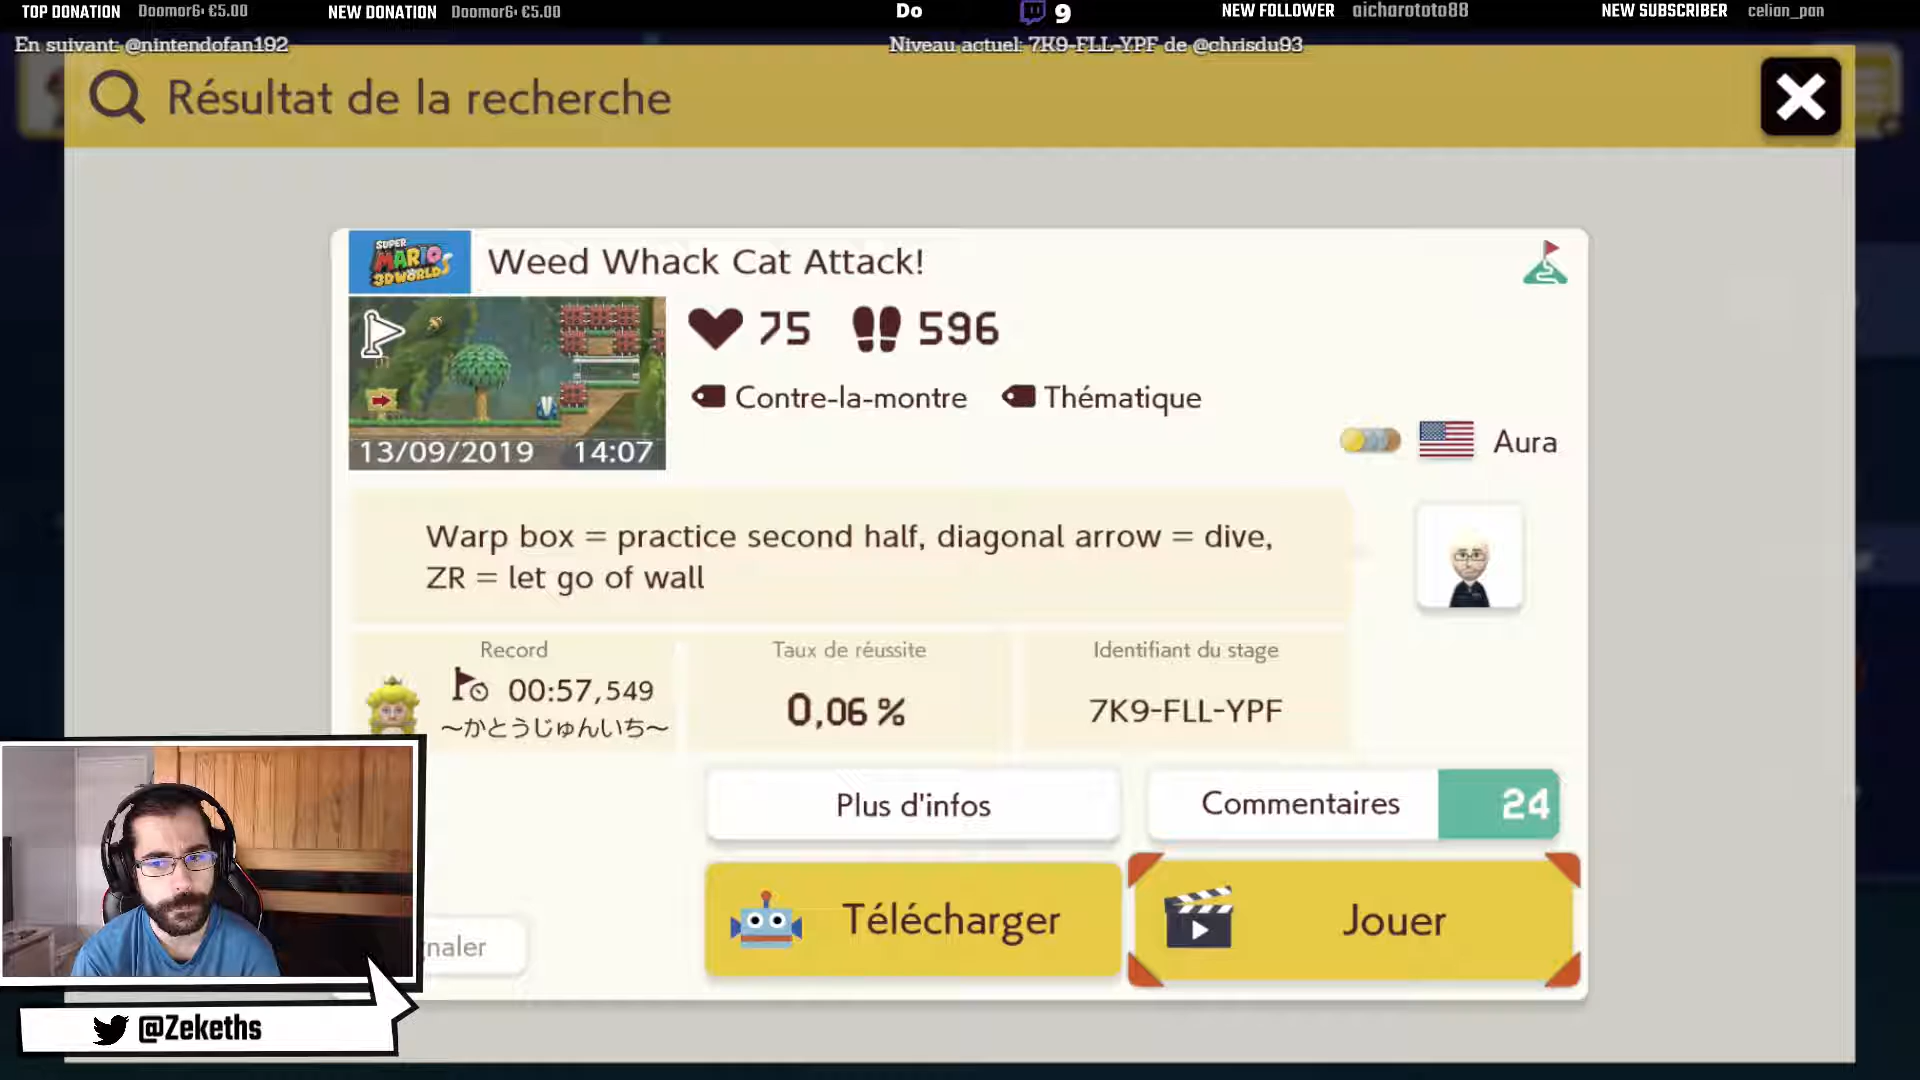 TOP DONATION Doomar6: €5.00 NEW DONATION Doomar6: €5.00 Do 9 NEW FOLLOWER aicharototo88 NEW SUBSCRIBER celian_pan
En suivant: @nintendofan192 Niveau actuel: 7K9-FLL-YPF de @chrisdu93
Résultat de la recherche
SUPER MARIO 3D WORLD
Weed Whack Cat Attack!
75 596
Contre-la-montre Thématique
13/09/2019 14:07
Aura
Warp box = practice second half, diagonal arrow = dive,
ZR = let go of wall
Record Taux de réussite Identifiant du stage
00:57,549 0,06 % 7K9-FLL-YPF
～かとうじゅんいち～
Plus d'infos Commentaires 24
Télécharger Jouer
naler
@Zekeths